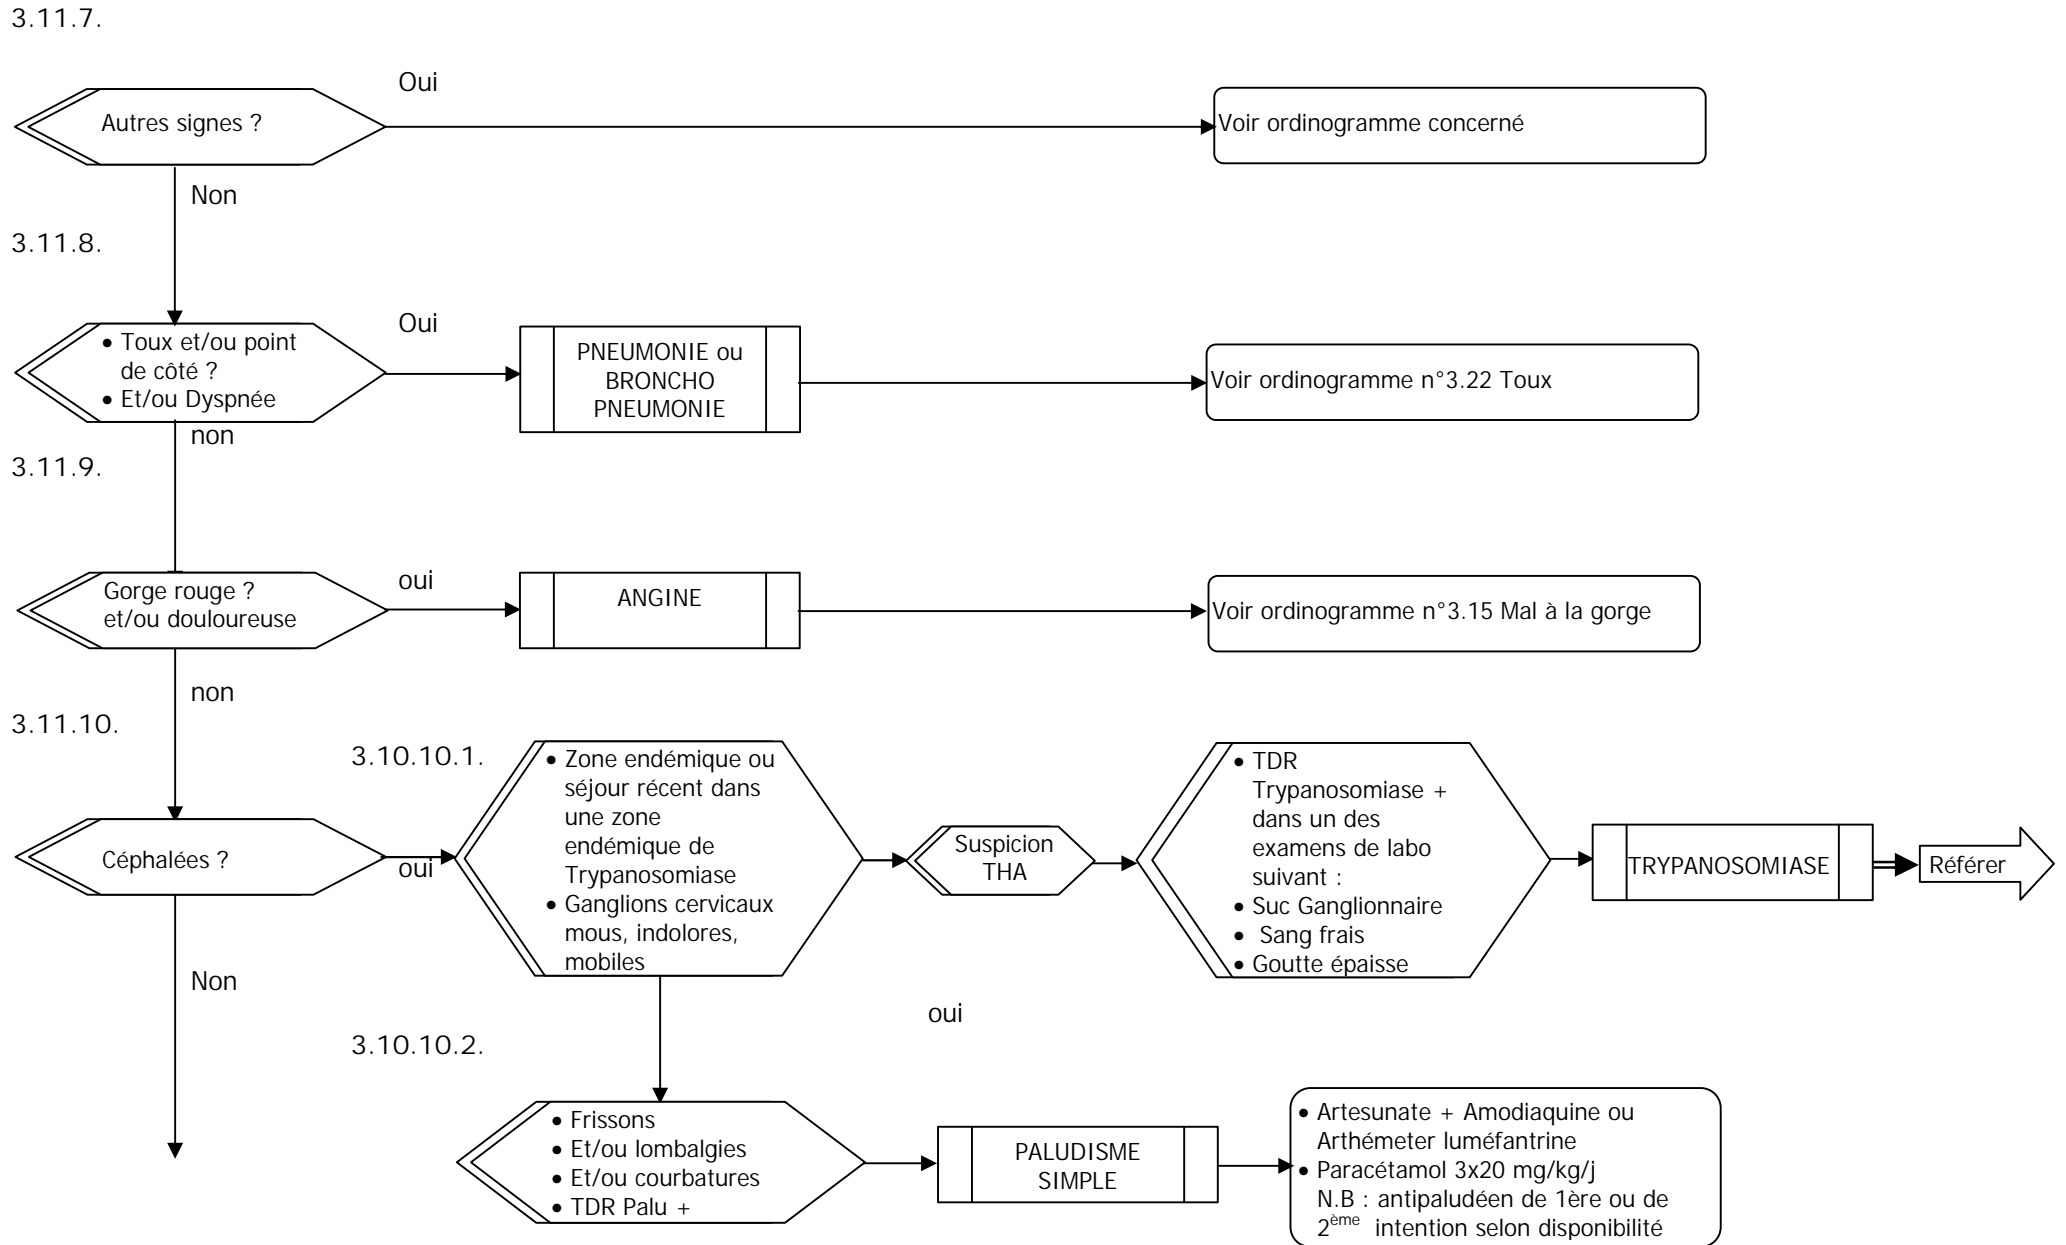 3.11.7.
Oui
Autres signes ?
Voir ordinogramme concerné
Non
3.11.8.
Oui
• Toux et/ou point
de côté ?
• Et/ou Dyspnée
PNEUMONIE ou
BRONCHO
PNEUMONIE
Voir ordinogramme n°3.22 Toux
non
3.11.9.
oui
Gorge rouge ?
et/ou douloureuse
ANGINE
Voir ordinogramme n°3.15 Mal à la gorge
non
3.11.10.
Céphalées ?
oui
3.10.10.1.
• Zone endémique ou
séjour récent dans
une zone
endémique de
Trypanosomiase
• Ganglions cervicaux
mous, indolores,
mobiles
Suspicion
THA
• TDR
Trypanosomiase +
dans un des
examens de labo
suivant :
• Suc Ganglionnaire
• Sang frais
• Goutte épaisse
TRYPANOSOMIASE
Référer
Non
oui
3.10.10.2.
• Frissons
• Et/ou lombalgies
• Et/ou courbatures
• TDR Palu +
PALUDISME
SIMPLE
• Artesunate + Amodiaquine ou
Arthémeter luméfantrine
• Paracétamol 3x20 mg/kg/j
N.B : antipaludéen de 1ère ou de
2ème intention selon disponibilité